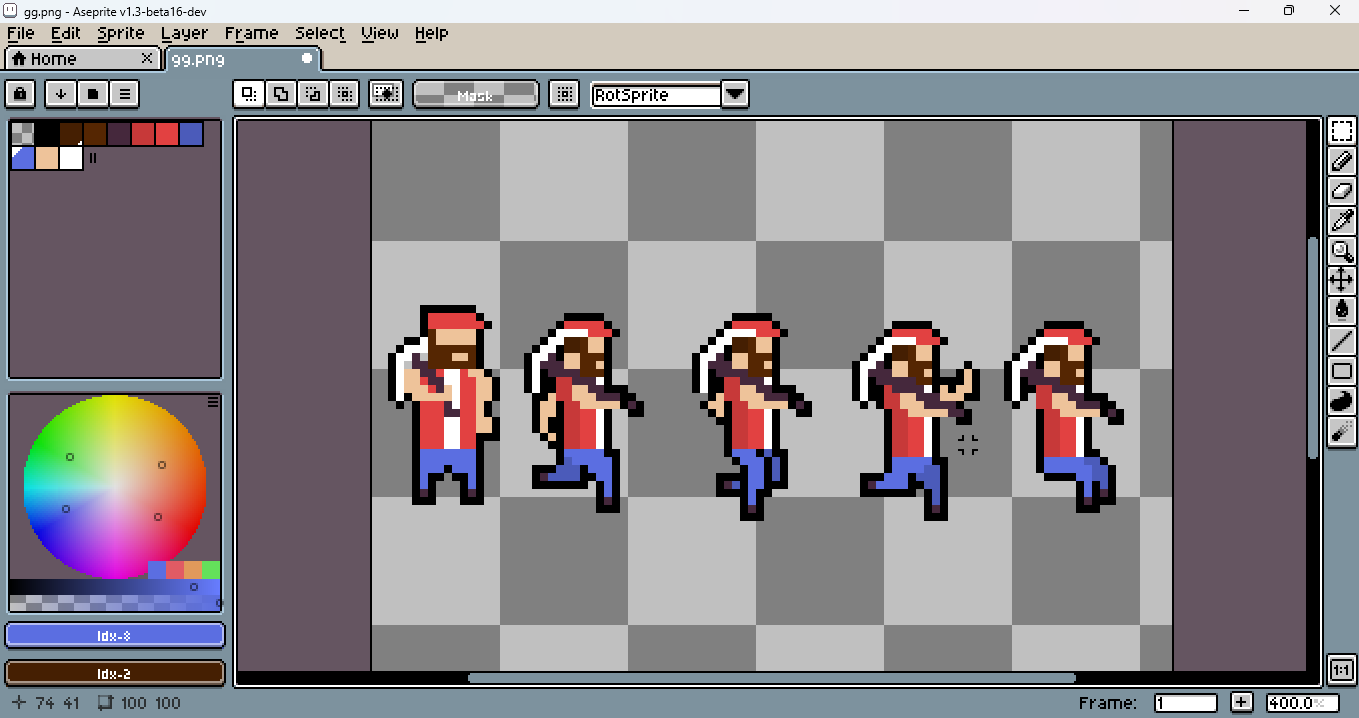 gg.png - Aseprite v1.3-beta16-dev
File Edit Sprite Layer Frame Select View Help
Home gg.png
Mask RotSprite
Idx-8
Idx-2
74 41 100 100 Frame: 1 400.0%
1:1